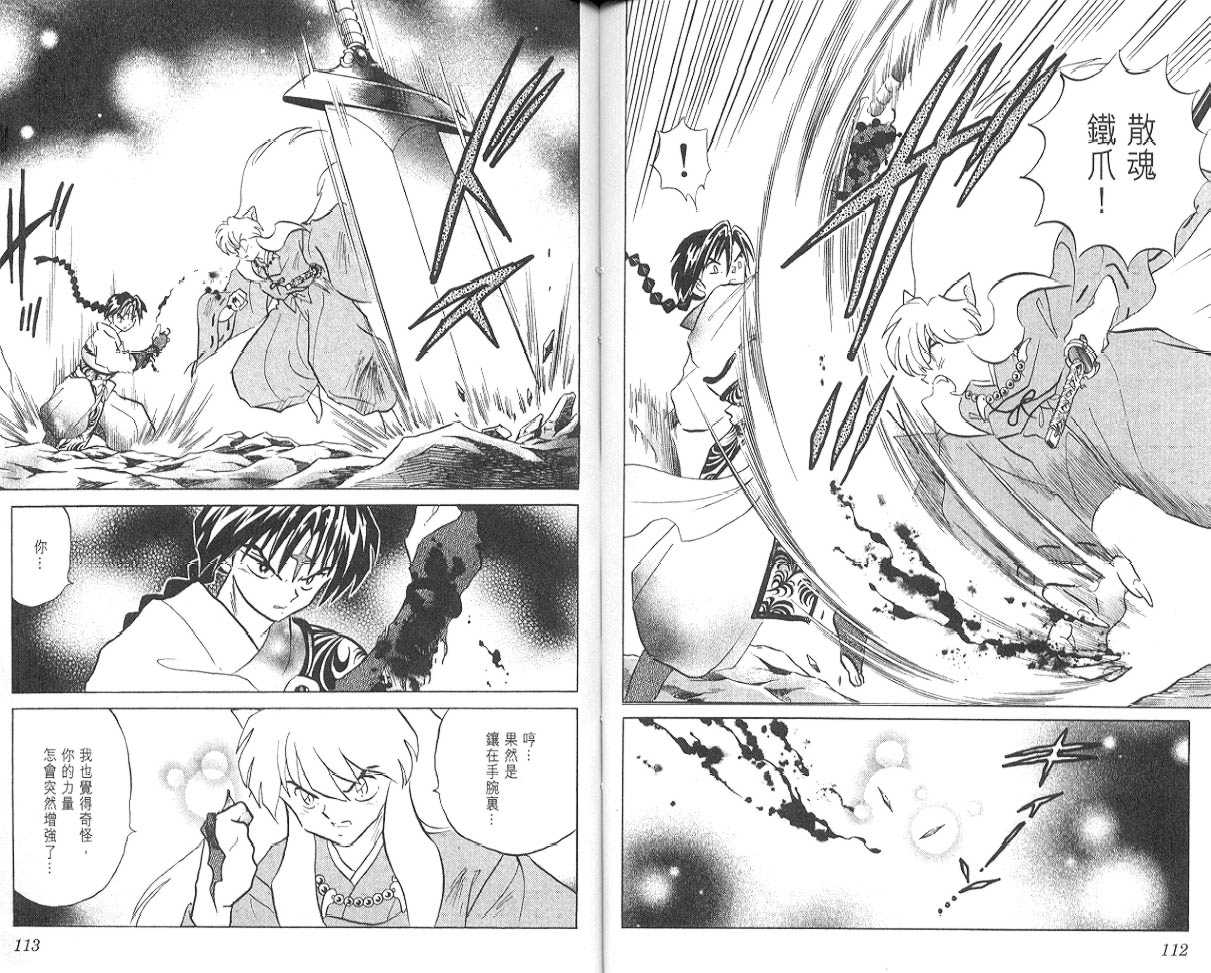 散魂
鐵爪！
！
112
你…
哼…
果然是
鑲在手腕裏…
我也覺得奇怪，
你的力量
怎會突然增強了…
113